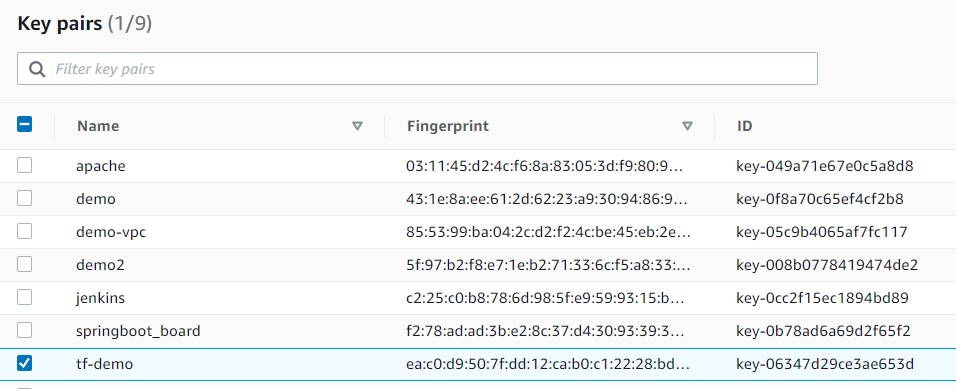 Key pairs (1/9)
Filter key pairs
Name Fingerprint ID
apache 03:11:45:d2:4c:f6:8a:83:05:3d:f9:80:9... key-049a71e67e0c5a8d8
demo 43:1e:8a:ee:61:2d:62:23:a9:30:94:86:9... key-0f8a70c65ef4cf2b8
demo-vpc 85:53:99:ba:04:2c:d2:f2:4c:be:45:eb:2e... key-05c9b4065af7fc117
demo2 5f:97:b2:f8:e7:1e:b2:71:33:6c:f5:a8:33:... key-008b0778419474de2
jenkins c2:25:c0:b8:78:6d:98:5f:e9:59:93:15:b... key-0cc2f15ec1894bd89
springboot_board f2:78:ad:ad:3b:e2:8c:37:d4:30:93:39:3... key-0b78ad6a69d2f65f2
tf-demo ea:c0:d9:50:7f:dd:12:ca:b0:c1:22:28:bd... key-06347d29ce3ae653d